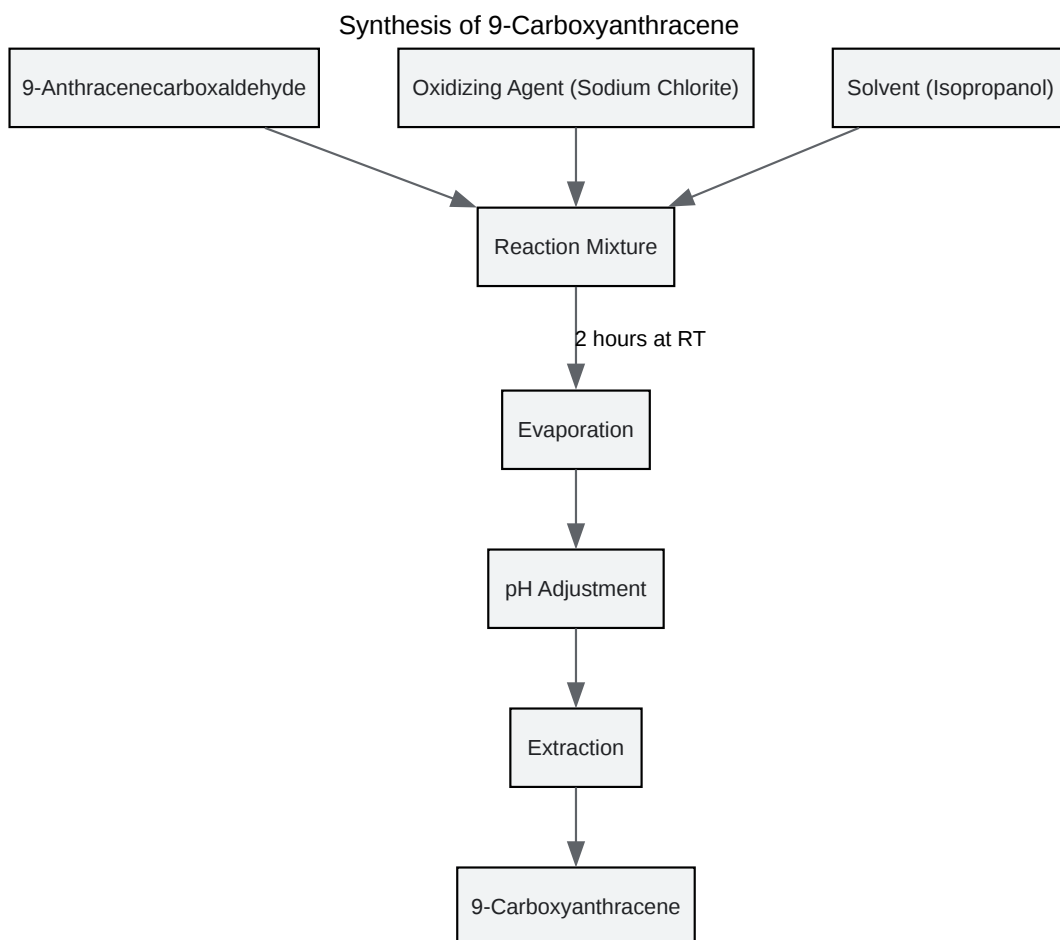 Synthesis of 9-Carboxyanthracene
9-Anthracenecarboxaldehyde
Oxidizing Agent (Sodium Chlorite)
Solvent (Isopropanol)
Reaction Mixture
2 hours at RT
Evaporation
pH Adjustment
Extraction
9-Carboxyanthracene